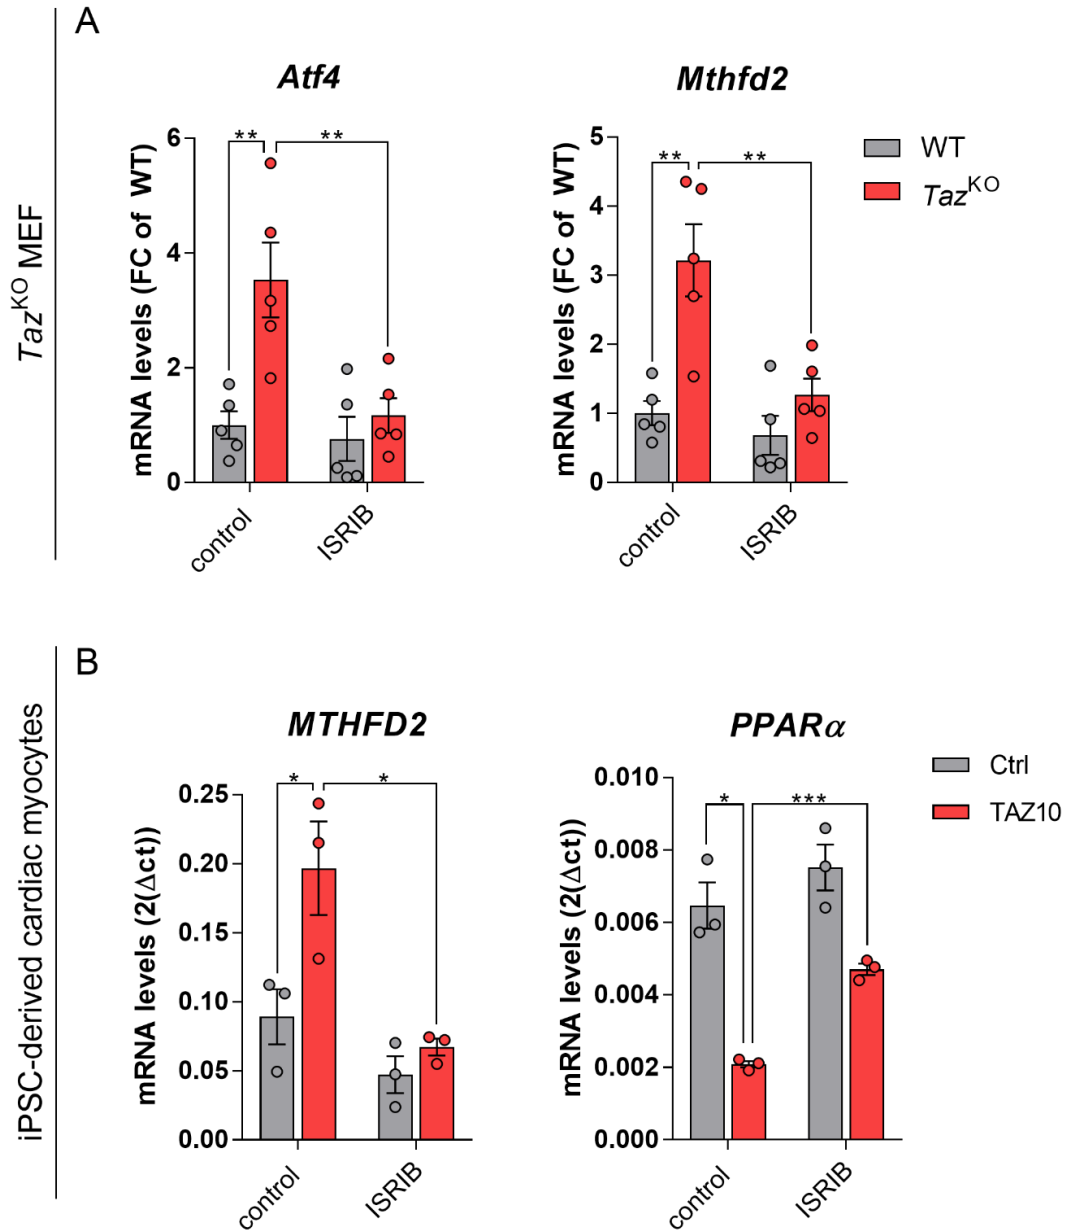 A
Atf4
Mthfd2
Taz^KO MEF
mRNA levels (FC of WT)
6
4
2
0
** **
control
ISRIB
mRNA levels (FC of WT)
5
4
3
2
1
0
** **
control
ISRIB
WT
Taz^KO
B
MTHFD2
PPARα
iPSC-derived cardiac myocytes
mRNA levels (2(Δct))
0.25
0.20
0.15
0.10
0.05
0.00
* *
control
ISRIB
mRNA levels (2(Δct))
0.010
0.008
0.006
0.004
0.002
0.000
* ***
control
ISRIB
Ctrl
TAZ10